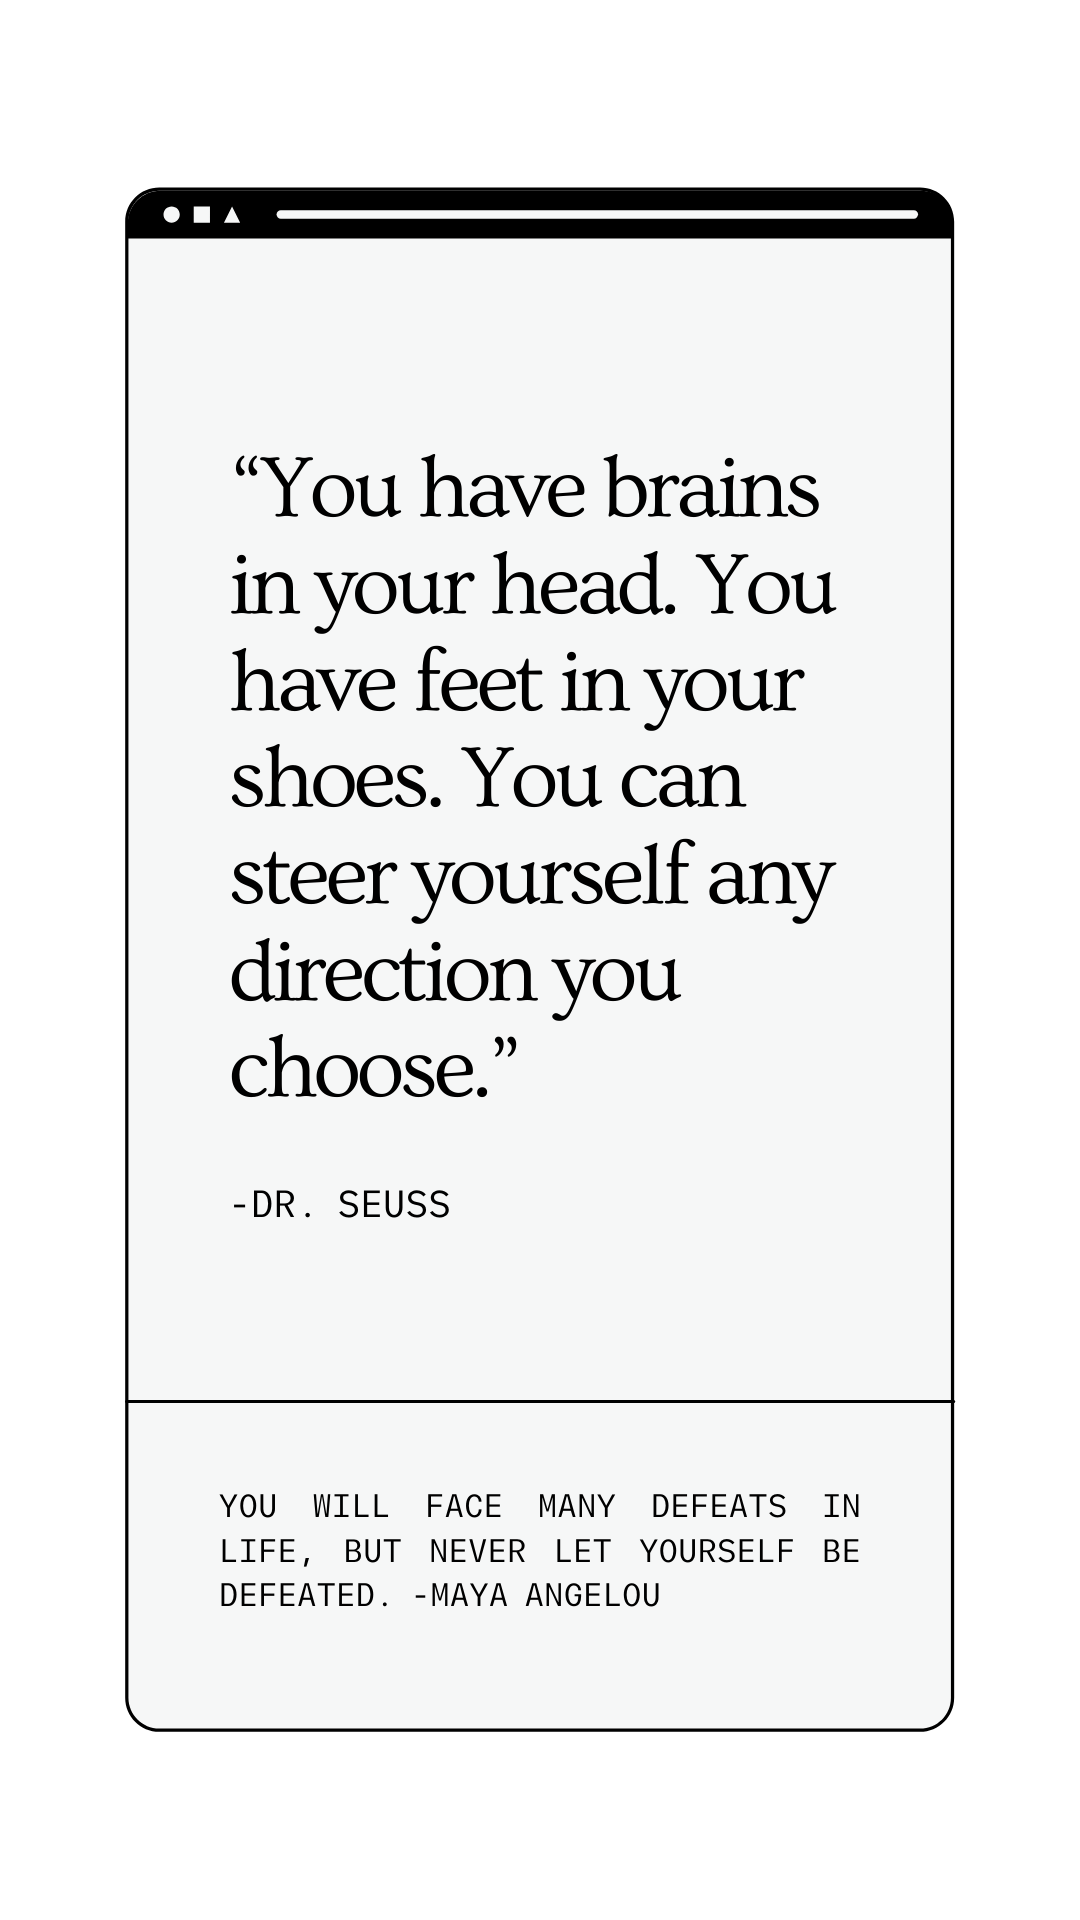 “You have brains
in your head. You
have feet in your
shoes. You can
steer yourself any
direction you
choose.”
-DR. SEUSS
YOU WILL FACE MANY DEFEATS IN
LIFE, BUT NEVER LET YOURSELF BE
DEFEATED. -MAYA ANGELOU